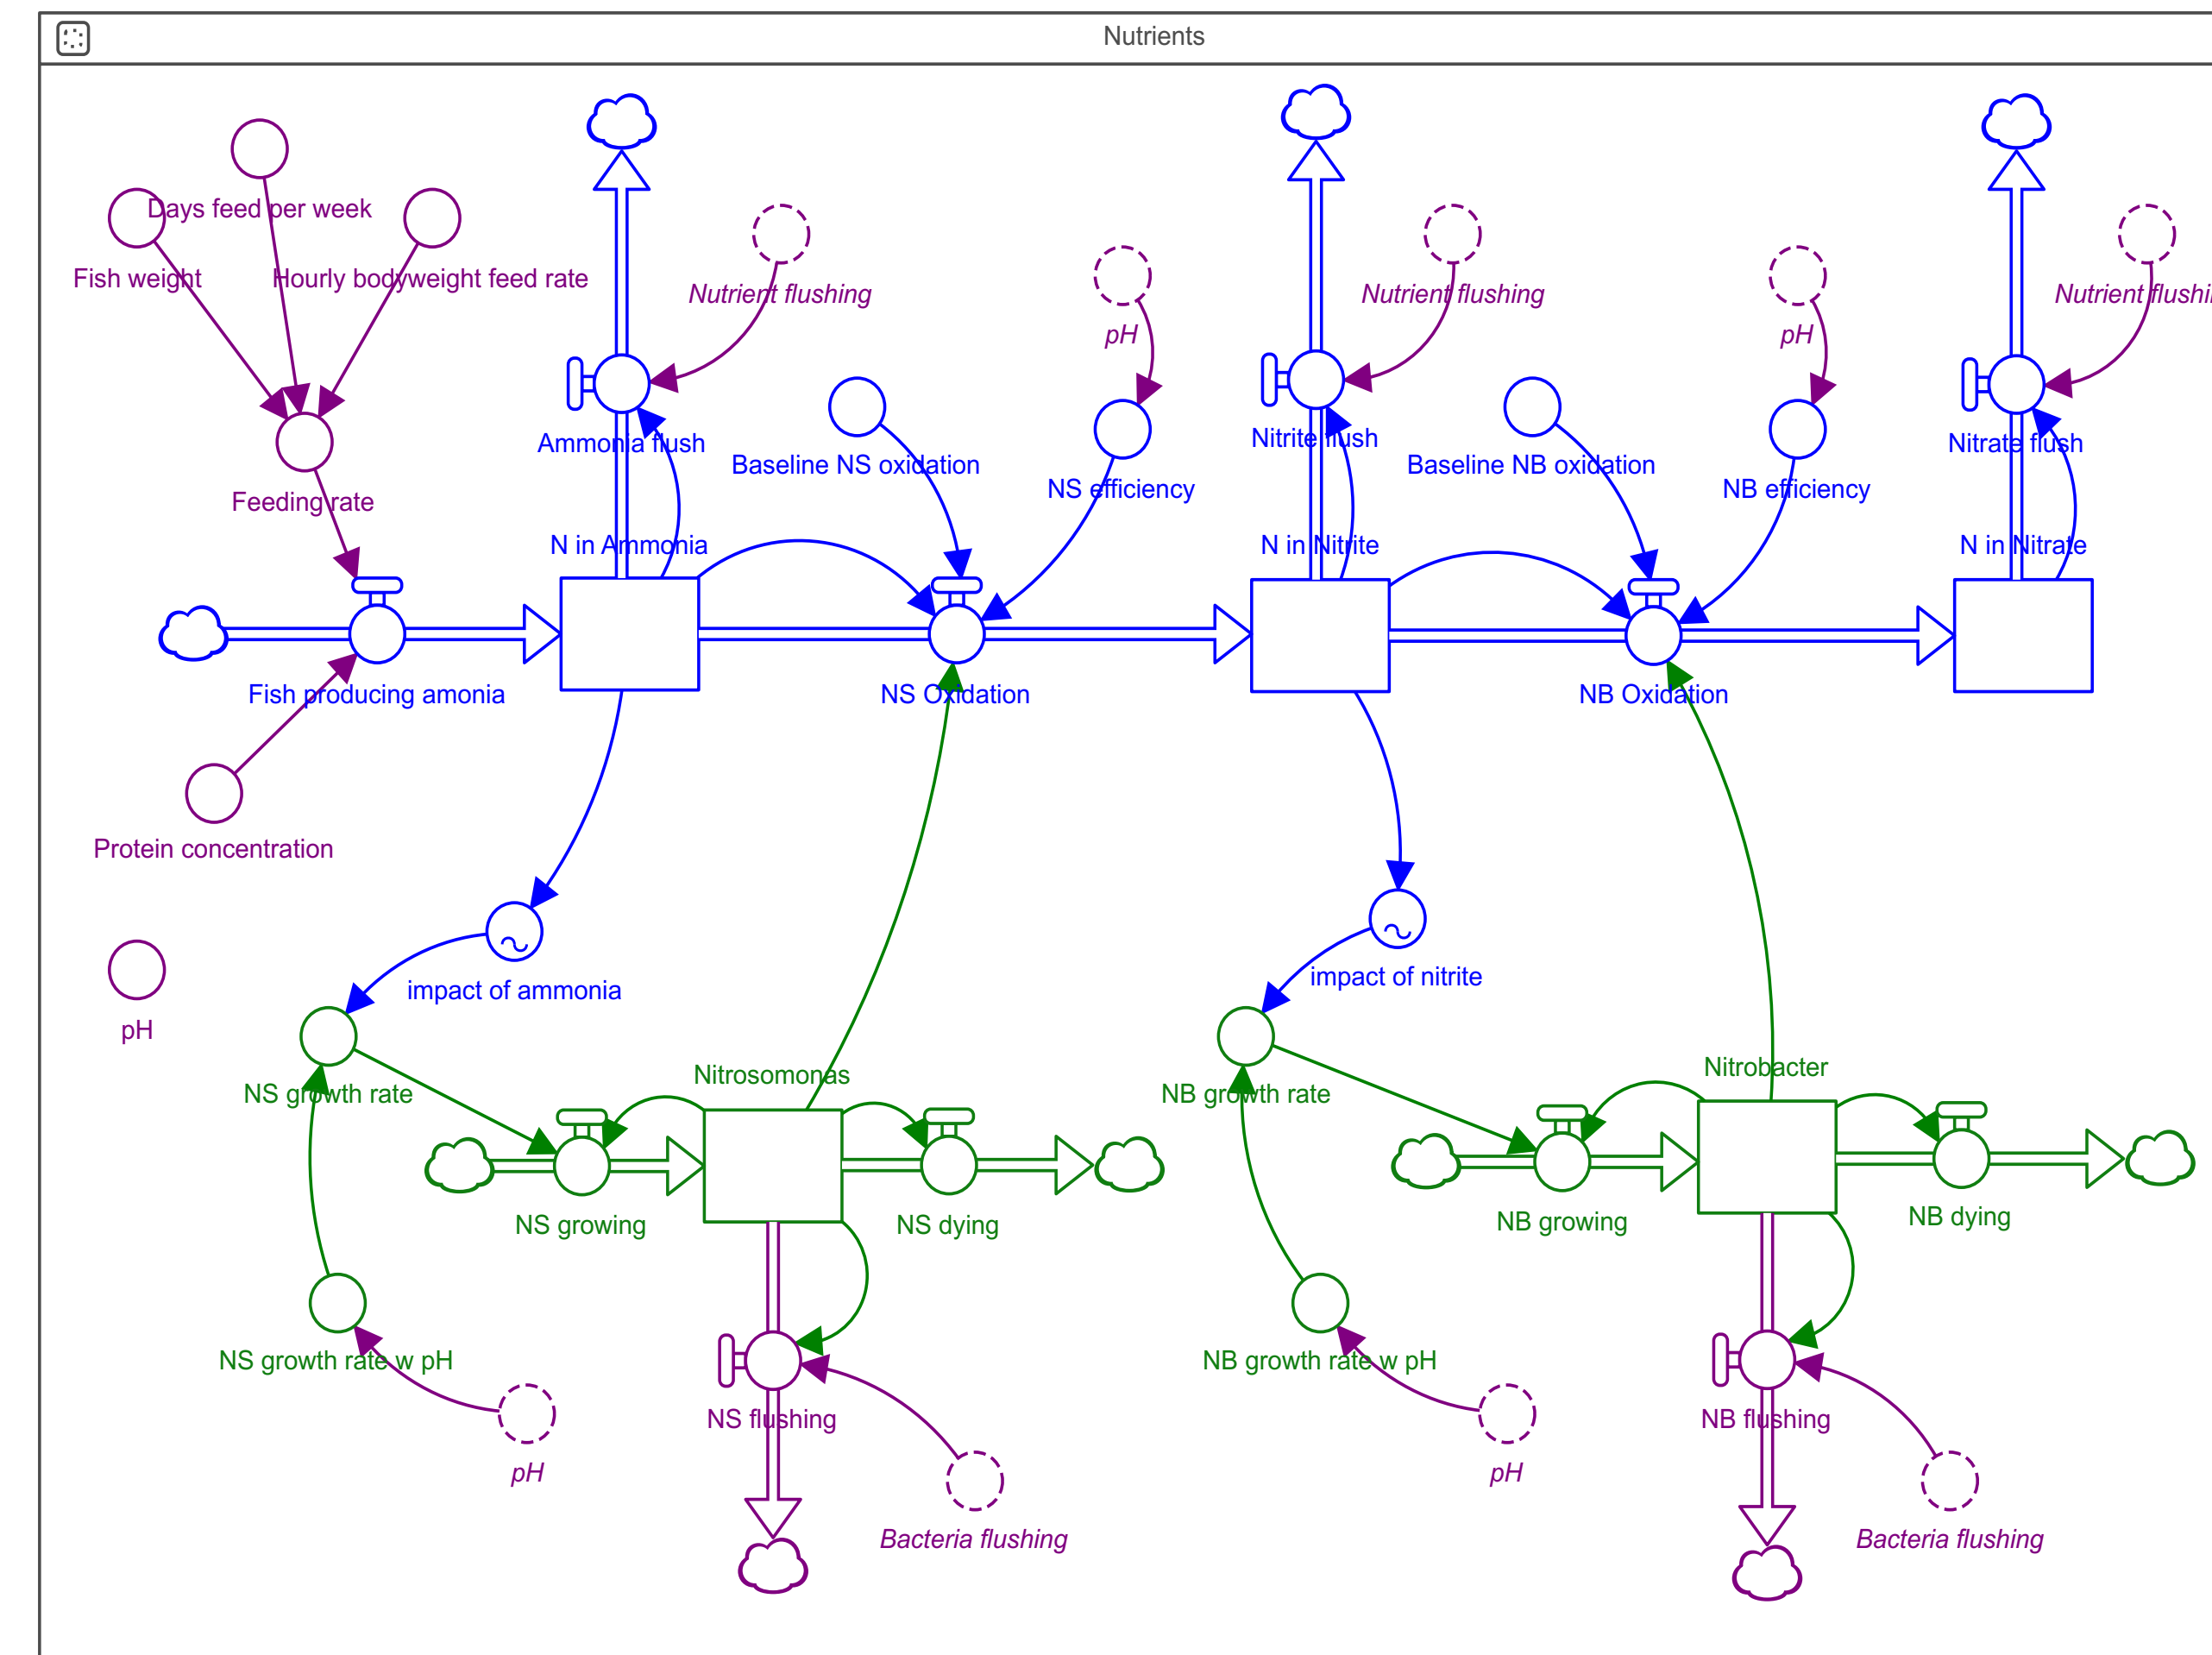 Nutrients
Days feed per week
Fish weight
Hourly bodyweight feed rate
Nutrient flushing
Nutrient flushing
Nutrient flushi
pH
pH
Ammonia flush
Nitrite flush
Nitrate flush
Baseline NS oxidation
Baseline NB oxidation
NS efficiency
NB efficiency
Feeding rate
N in Ammonia
N in Nitrite
N in Nitrate
Fish producing amonia
NS Oxidation
NB Oxidation
Protein concentration
impact of ammonia
impact of nitrite
pH
NS growth rate
Nitrosomonas
NB growth rate
Nitrobacter
NS growing
NS dying
NB growing
NB dying
NS growth rate w pH
NB growth rate w pH
NS flushing
NB flushing
pH
pH
Bacteria flushing
Bacteria flushing